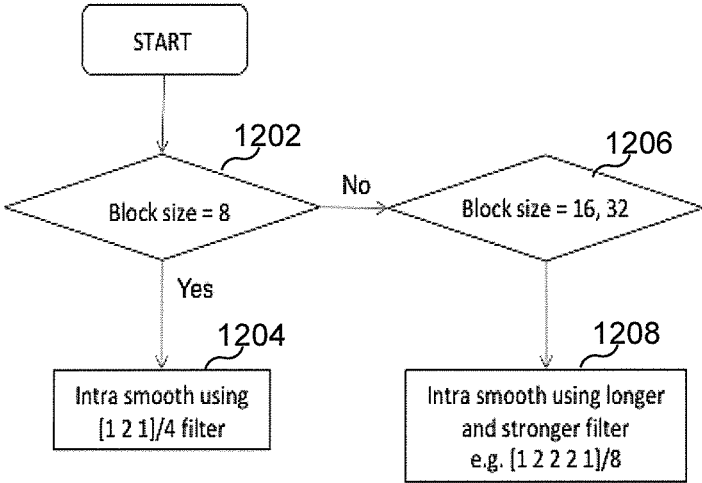 START
1202
1206
Block size = 8
No
Block size = 16, 32
Yes
1204
1208
Intra smooth using
[1 2 1]/4 filter
Intra smooth using longer
and stronger filter
e.g. [1 2 2 2 1]/8